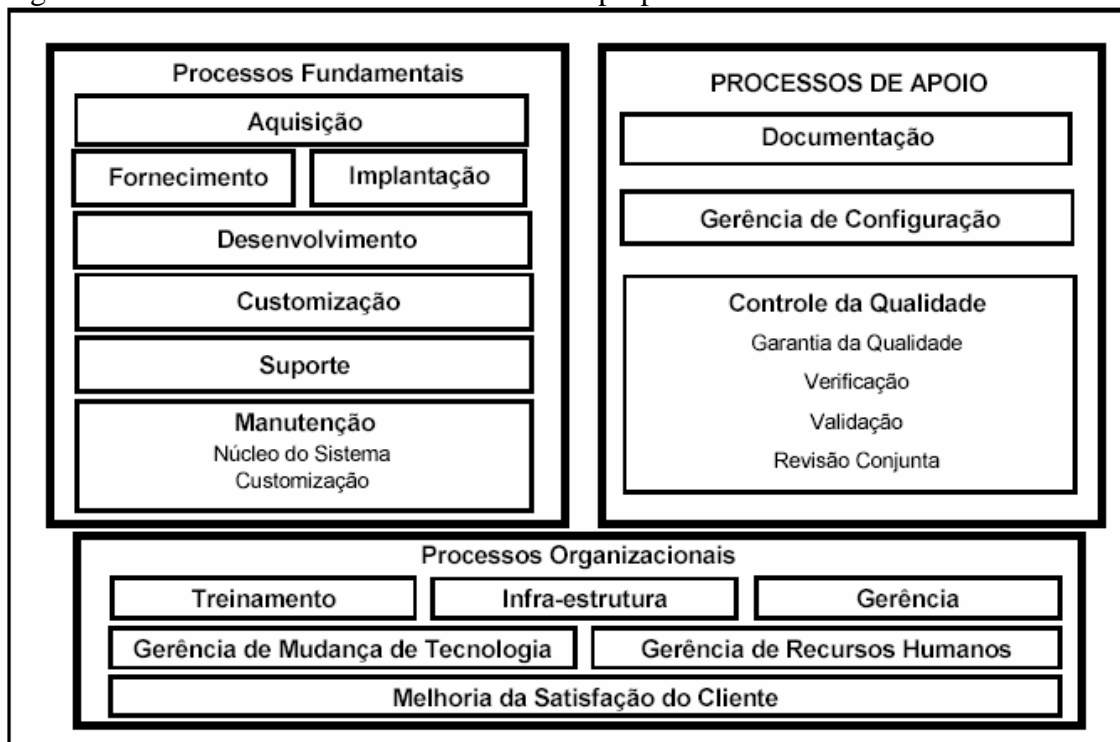 Processos Fundamentais
Aquisição
Fornecimento
Implantação
Desenvolvimento
Customização
Suporte
Manutenção
Núcleo do Sistema
Customização
PROCESSOS DE APOIO
Documentação
Gerência de Configuração
Controle da Qualidade
Garantia da Qualidade
Verificação
Validação
Revisão Conjunta
Processos Organizacionais
Treinamento
Infra-estrutura
Gerência
Gerência de Mudança de Tecnologia
Gerência de Recursos Humanos
Melhoria da Satisfação do Cliente